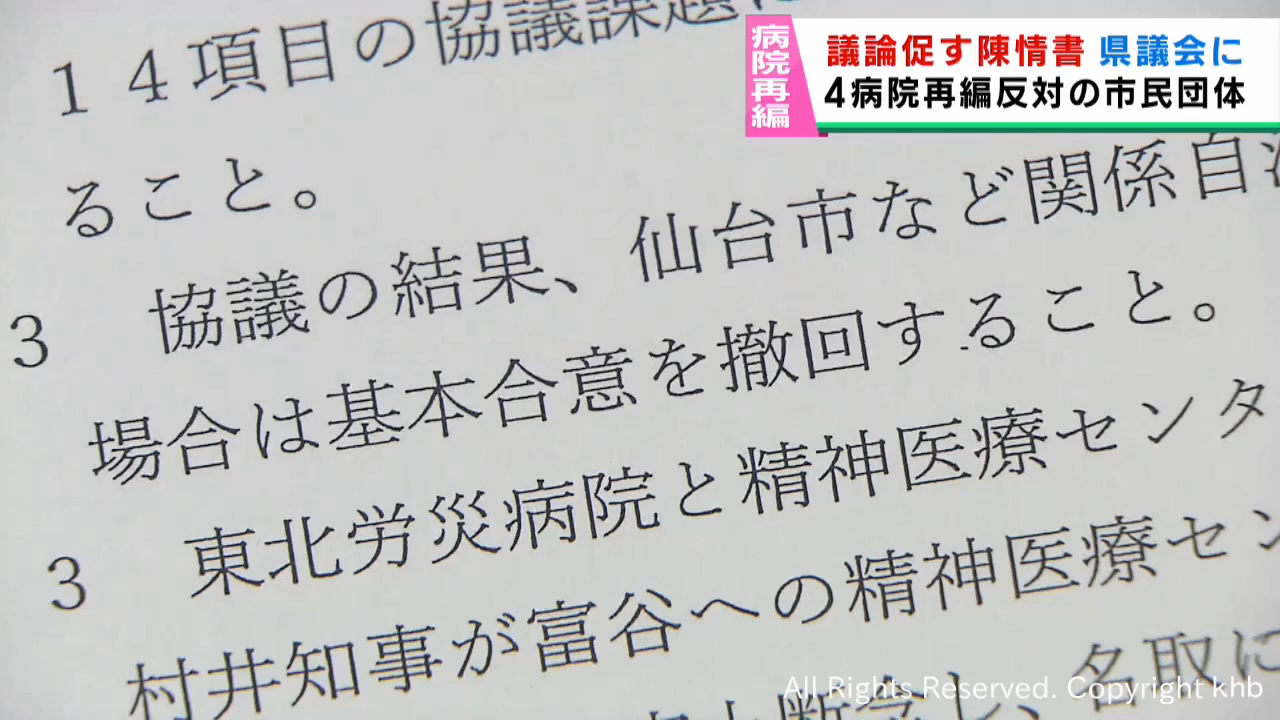 病院再編
議論促す陳情書 県議会に
4病院再編反対の市民団体
14項目の協議課題に
ること。
3 協議の結果、仙台市など関係自治
場合は基本合意を撤回すること。
3 東北労災病院と精神医療センタ
村井知事が富谷への精神医療セン
し、名取に
All Rights Reserved. Copyright khb